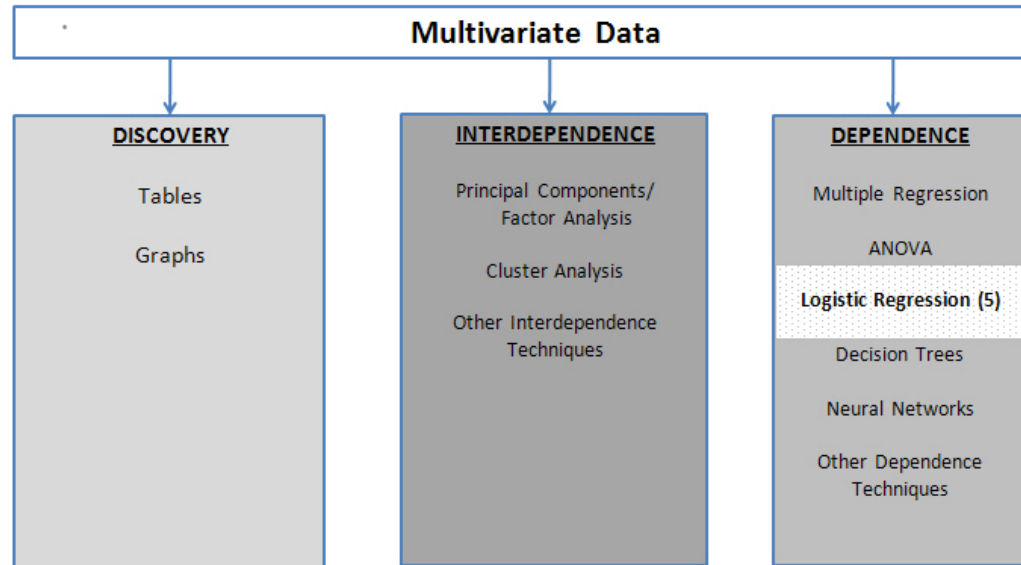 Multivariate Data
DISCOVERY
Tables
Graphs
INTERDEPENDENCE
Principal Components/
Factor Analysis
Cluster Analysis
Other Interdependence
Techniques
DEPENDENCE
Multiple Regression
ANOVA
Logistic Regression (5)
Decision Trees
Neural Networks
Other Dependence
Techniques